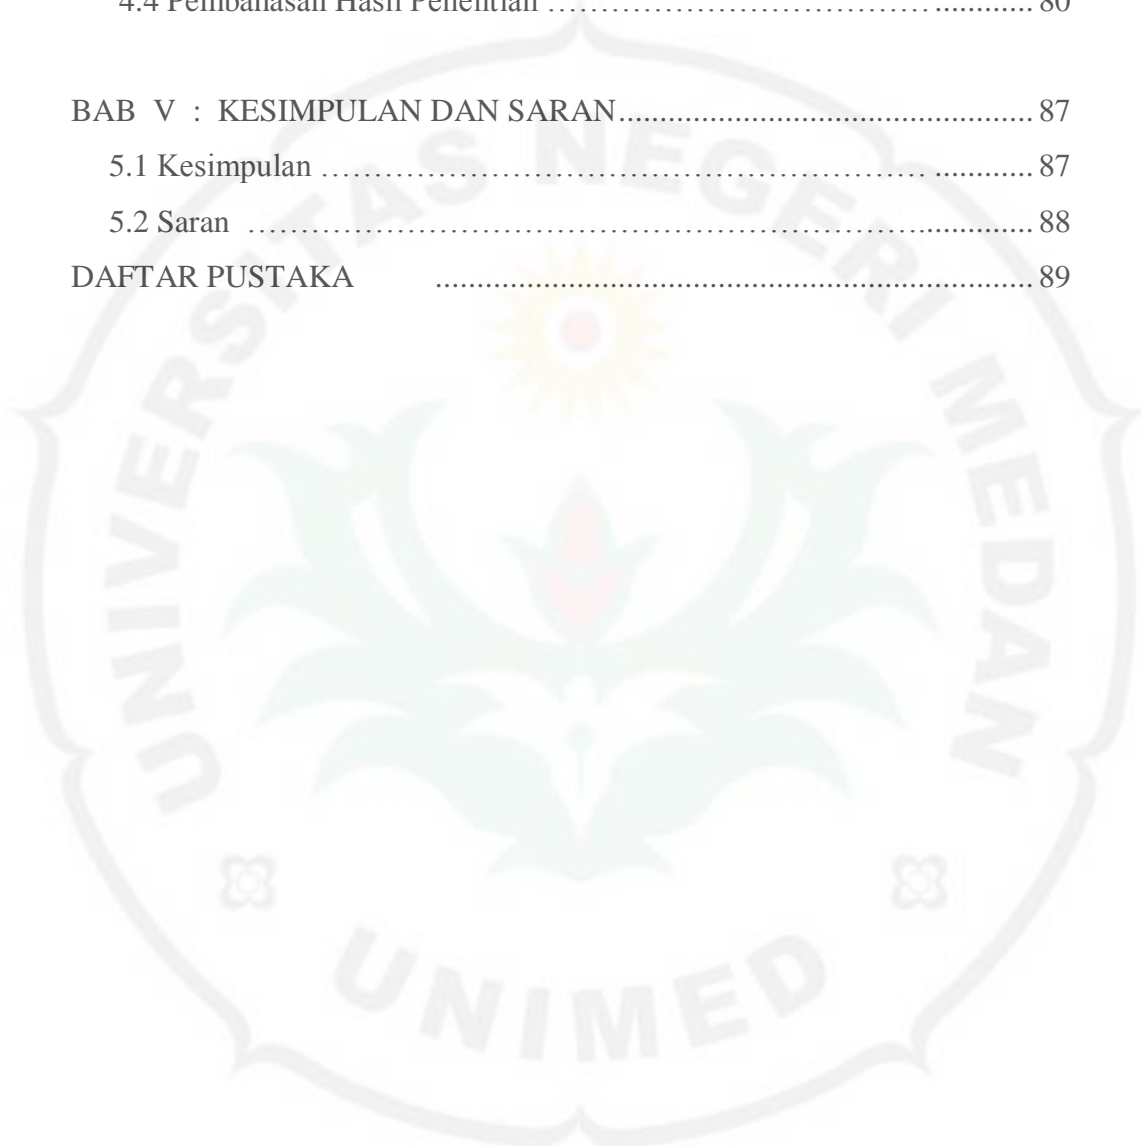 4.4 Pembahasan Hasil Penelitian ................................................ 80
BAB V : KESIMPULAN DAN SARAN.................................................. 87
5.1 Kesimpulan ............................................................ 87
5.2 Saran ............................................................ 88
DAFTAR PUSTAKA ............................................................ 89
UNIVERSITAS NEGERI MEDAN
UNIMED